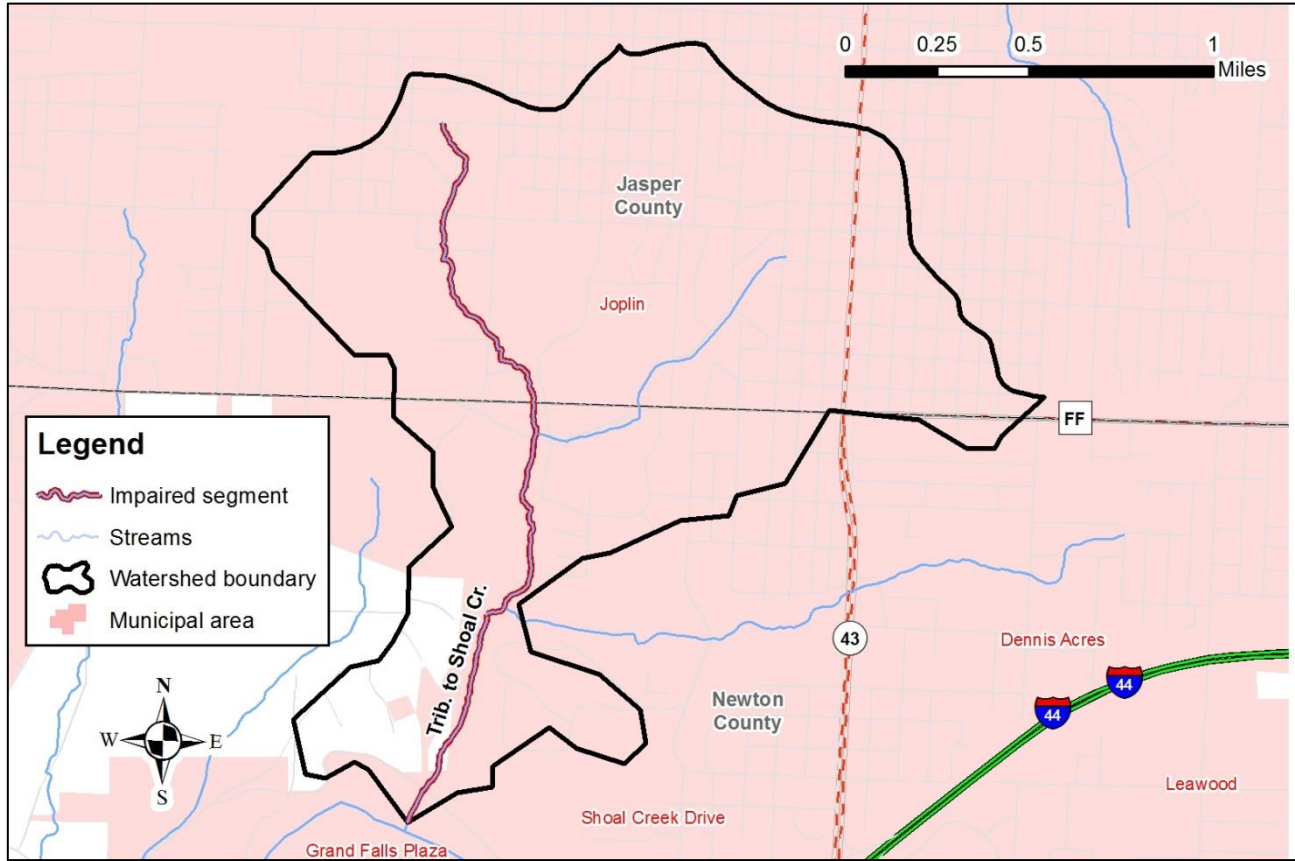 0 0.25 0.5 1
Miles
Jasper
County
Joplin
FF
Legend
Impaired segment
Streams
Watershed boundary
Municipal area
Trib. to Shoal Cr.
43
Dennis Acres
Newton
County
44
44
N
W E
S
Leawood
Shoal Creek Drive
Grand Falls Plaza